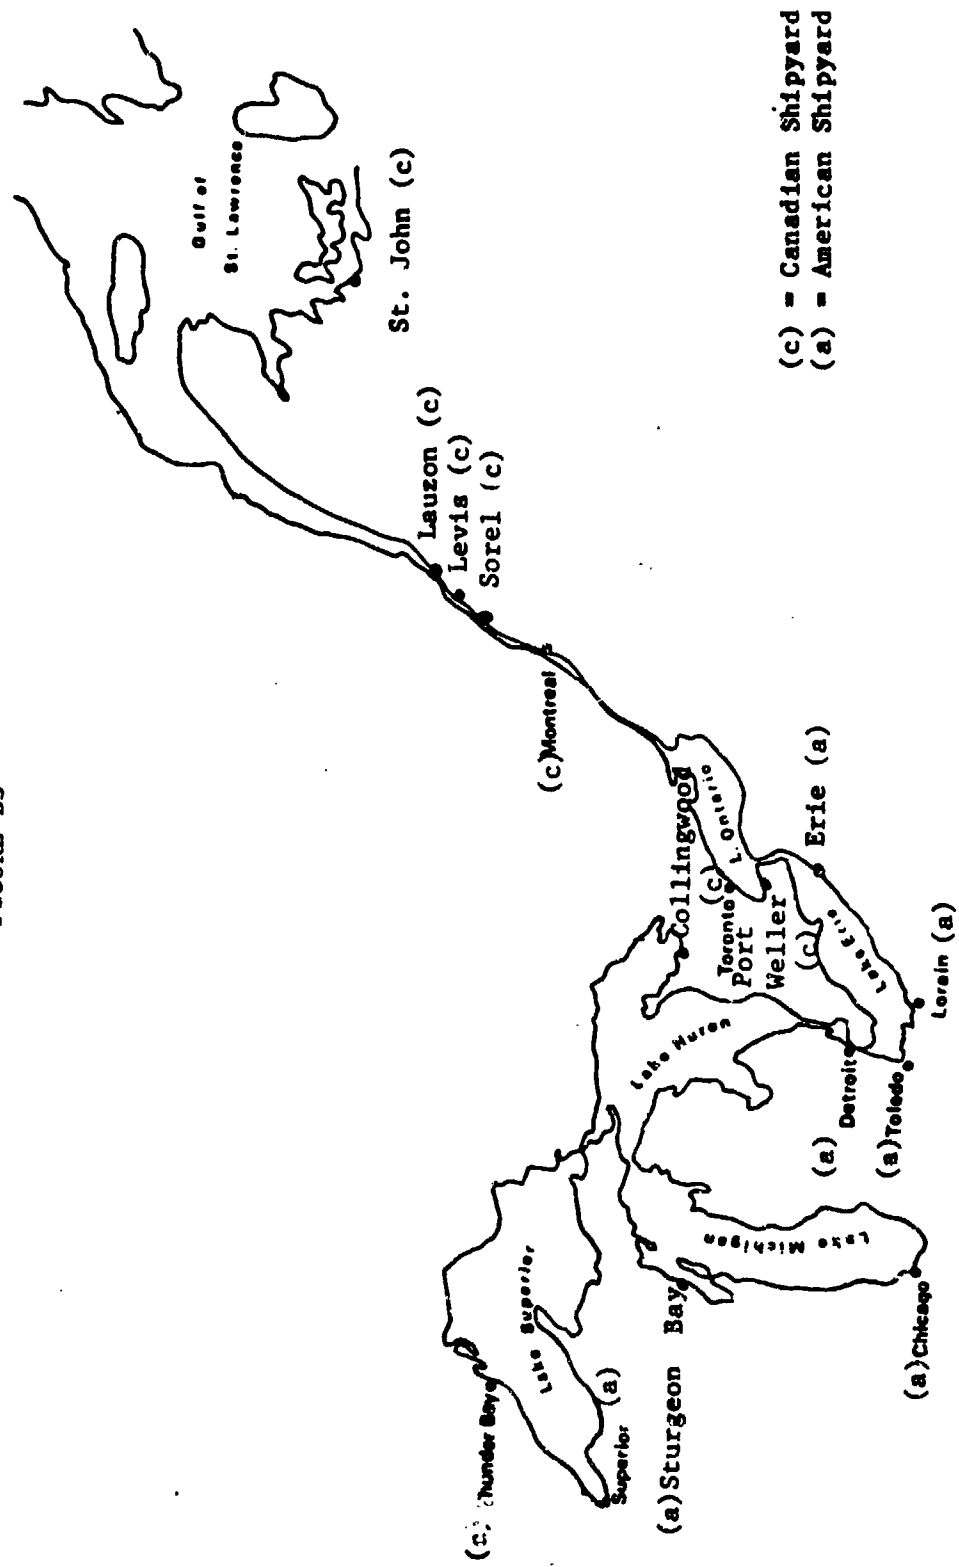 Gulf of
St. Lawrence
St. John (c)
Lauzon (c)
Levis (c)
Sorel (c)
(c)Montreal
(c) = Canadian Shipyard
(a) = American Shipyard
Collingwood
(c)
L. Ontario
Toronto
Port
Weller
(c)
Erie (a)
Lake Erie
Lorain (a)
Lake Huron
Detroit
(a)
(a)Toledo
Lake Michigan
(a)Chicago
Lake Superior
(c) Thunder Bay
Superior
(a)
(a)Sturgeon Bay